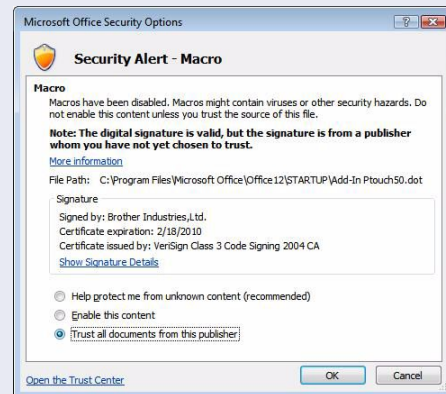 Microsoft Office Security Options
Security Alert - Macro
Macro
Macros have been disabled. Macros might contain viruses or other security hazards. Do
not enable this content unless you trust the source of this file.
Note: The digital signature is valid, but the signature is from a publisher
whom you have not yet chosen to trust.
More information
File Path: C:\Program Files\Microsoft Office\Office12\STARTUP\Add-In Ptouch50.dot
Signature
Signed by: Brother Industries,Ltd.
Certificate expiration: 2/18/2010
Certificate issued by: VeriSign Class 3 Code Signing 2004 CA
Show Signature Details
Help protect me from unknown content (recommended)
Enable this content
Trust all documents from this publisher
Open the Trust Center
OK
Cancel